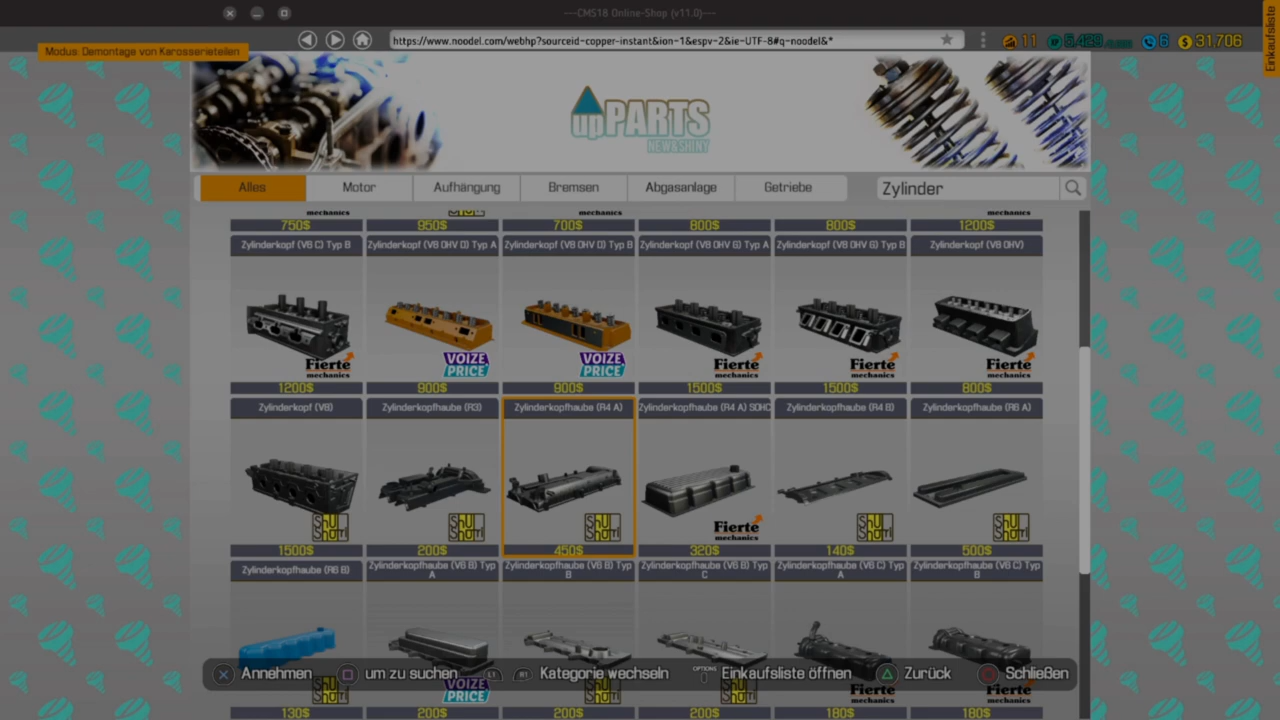 ---CMS18 Online-Shop (v11.0)---
Einkaufsliste
Modus: Demontage von Karosserieteilen
https://www.noodel.com/webhp?sourceid-copper-instant&ion-1&espv-2&ie-UTF-8#q-noodel&*
11 5,429 6 $ 31,706
upPARTS
NEW&SHINY
Alles Motor Aufhängung Bremsen Abgasanlage Getriebe Zylinder
mechanics mechanics mechanics
750$ 950$ 700$ 800$ 800$ 1200$
Zylinderkopf (V6 C) Typ B Zylinderkopf (V8 OHV D) Typ A Zylinderkopf (V8 OHV D) Typ B Zylinderkopf (V8 OHV G) Typ A Zylinderkopf (V8 OHV G) Typ B Zylinderkopf (V8 OHV)
Fierte mechanics VOIZE PRICE VOIZE PRICE Fierte mechanics Fierte mechanics Fierte mechanics
1200$ 900$ 900$ 1500$ 1500$ 800$
Zylinderkopf (V8) Zylinderkopfhaube (R3) Zylinderkopfhaube (R4 A) Zylinderkopfhaube (R4 A) SOHC Zylinderkopfhaube (R4 B) Zylinderkopfhaube (R6 A)
Fierte mechanics
1500$ 200$ 450$ 320$ 140$ 500$
Zylinderkopfhaube (R6 B) Zylinderkopfhaube (V6 B) Typ A Zylinderkopfhaube (V6 B) Typ B Zylinderkopfhaube (V6 B) Typ C Zylinderkopfhaube (V6 C) Typ A Zylinderkopfhaube (V6 C) Typ B
Annehmen um zu suchen L1 R1 Kategorie wechseln OPTIONS Einkaufsliste öffnen Zurück Schließen
VOIZE PRICE Fierte mechanics Fierte mechanics
130$ 200$ 200$ 200$ 180$ 180$